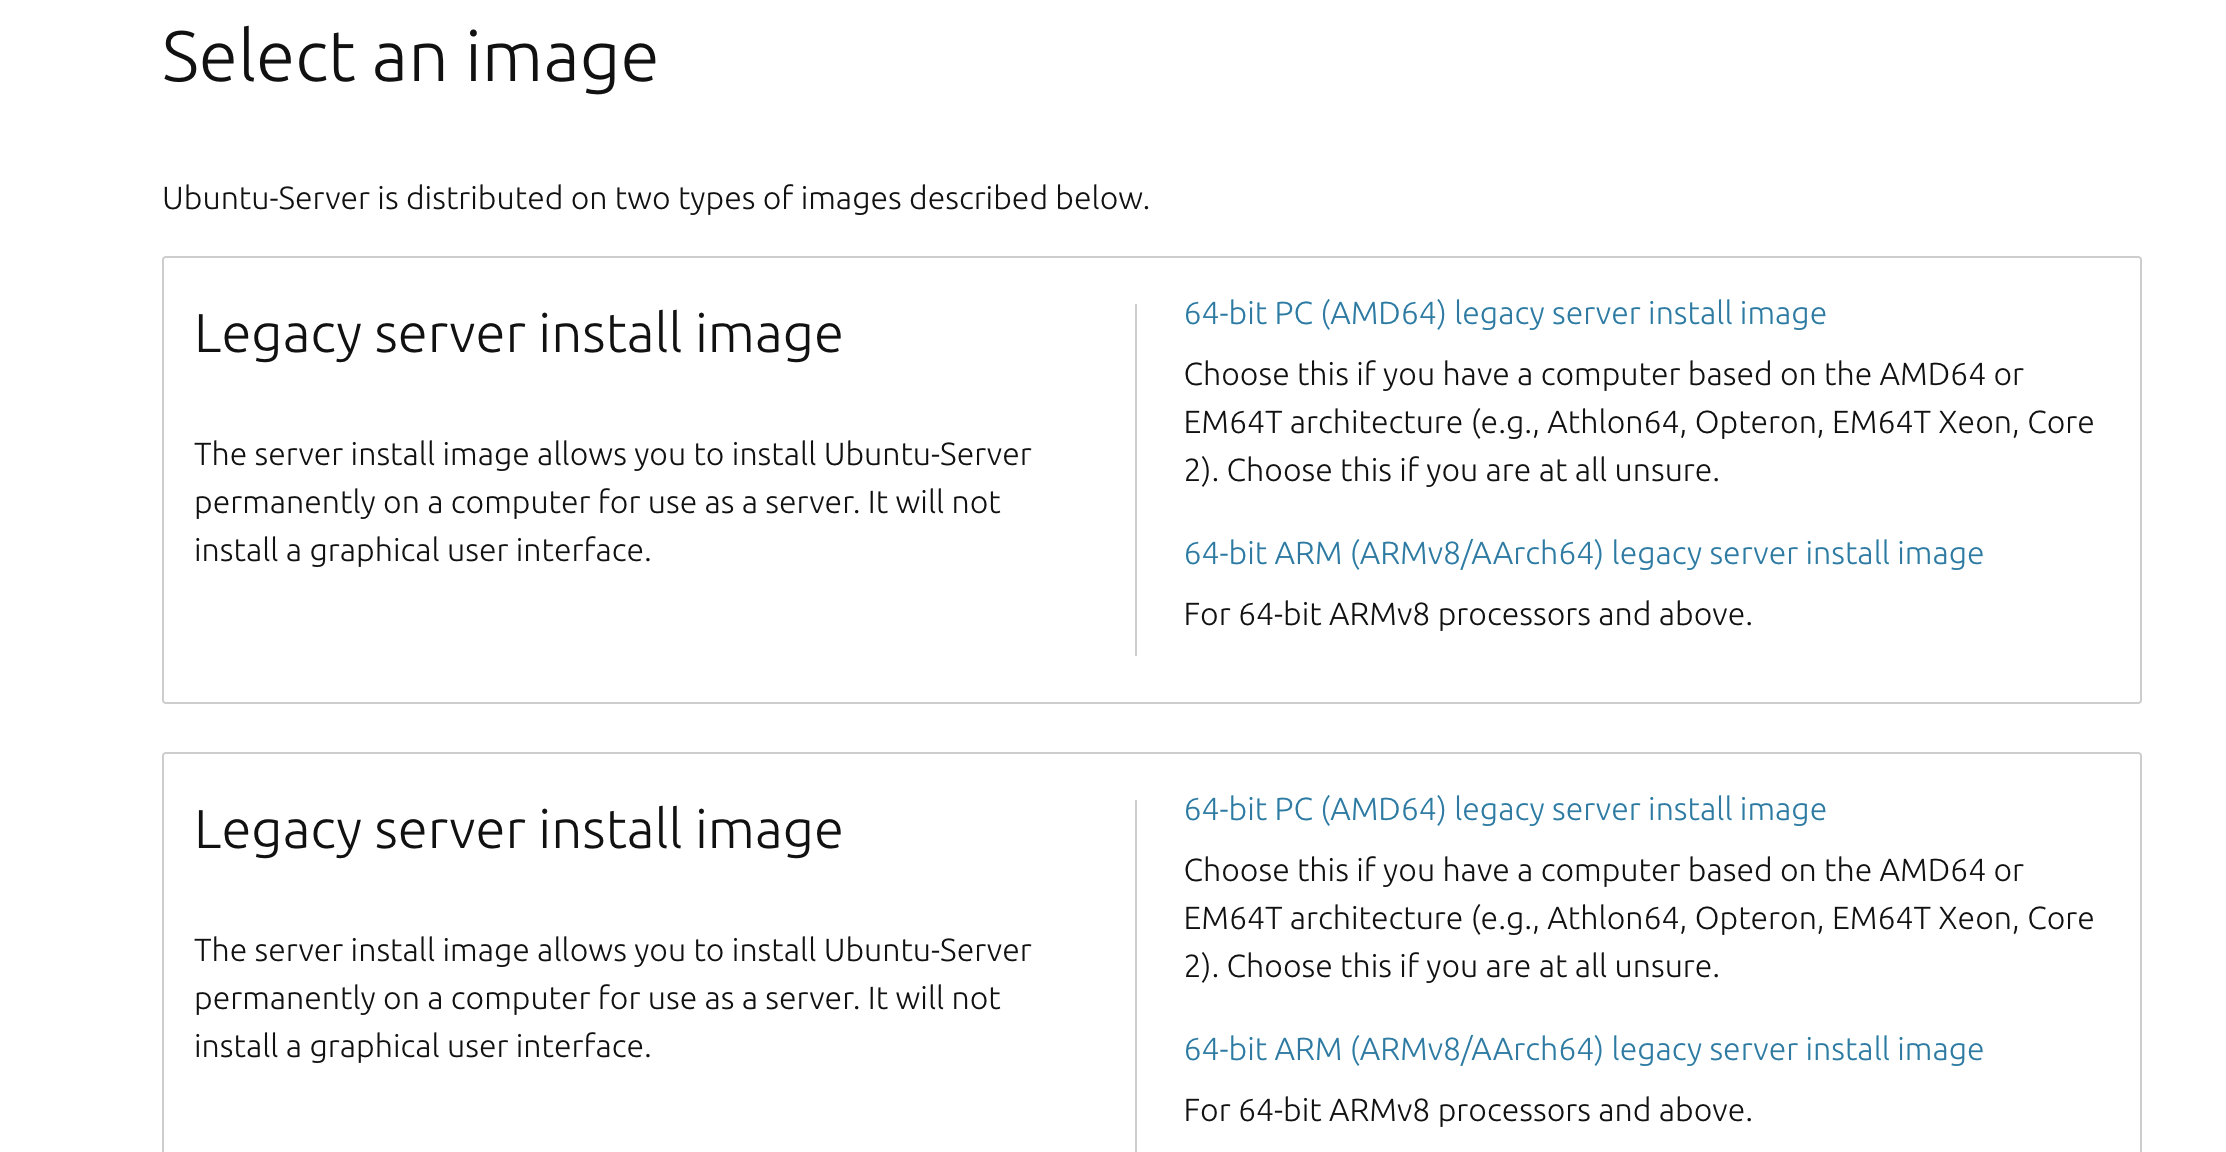 Select an image
Ubuntu-Server is distributed on two types of images described below.
Legacy server install image
The server install image allows you to install Ubuntu-Server
permanently on a computer for use as a server. It will not
install a graphical user interface.
64-bit PC (AMD64) legacy server install image
Choose this if you have a computer based on the AMD64 or
EM64T architecture (e.g., Athlon64, Opteron, EM64T Xeon, Core
2). Choose this if you are at all unsure.
64-bit ARM (ARMv8/AArch64) legacy server install image
For 64-bit ARMv8 processors and above.
Legacy server install image
The server install image allows you to install Ubuntu-Server
permanently on a computer for use as a server. It will not
install a graphical user interface.
64-bit PC (AMD64) legacy server install image
Choose this if you have a computer based on the AMD64 or
EM64T architecture (e.g., Athlon64, Opteron, EM64T Xeon, Core
2). Choose this if you are at all unsure.
64-bit ARM (ARMv8/AArch64) legacy server install image
For 64-bit ARMv8 processors and above.